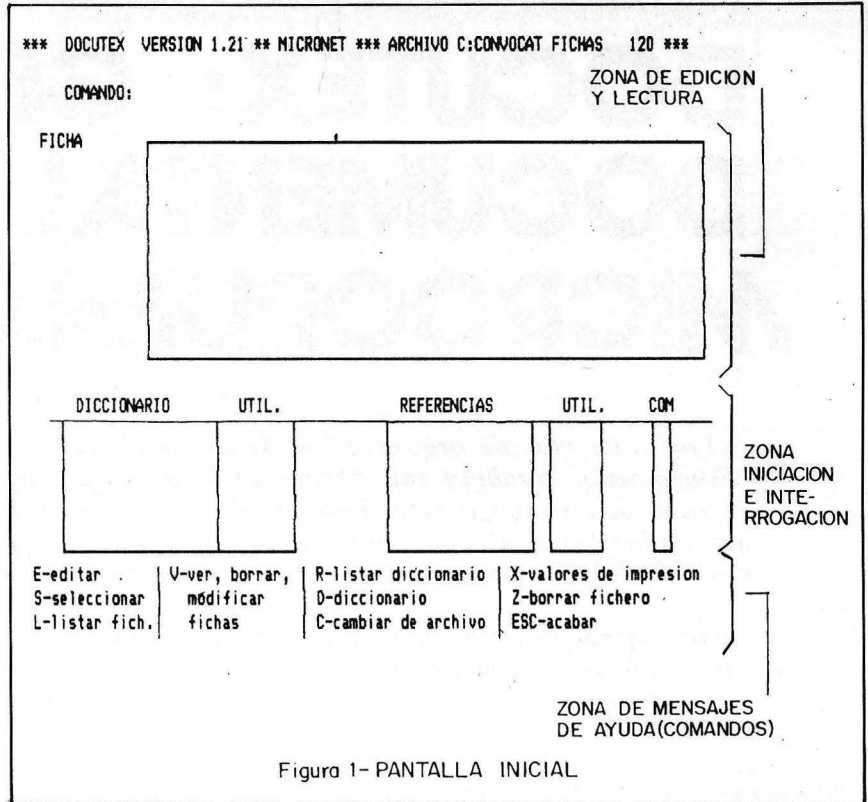 *** DOCUTEX VERSION 1.21 ** MICRONET *** ARCHIVO C:CONVOCAT FICHAS 120 ***
ZONA DE EDICION
Y LECTURA
COMANDO:
FICHA
DICCIONARIO UTIL. REFERENCIAS UTIL. COM
ZONA
INICIACION
E INTE-
RROGACION
E-editar V-ver, borrar, R-listar diccionario X-valores de impresion
S-seleccionar módificar D-diccionario Z-borrar fichero
L-listar fich. fichas C-cambiar de archivo ESC-acabar
ZONA DE MENSAJES
DE AYUDA(COMANDOS)
Figura 1- PANTALLA INICIAL